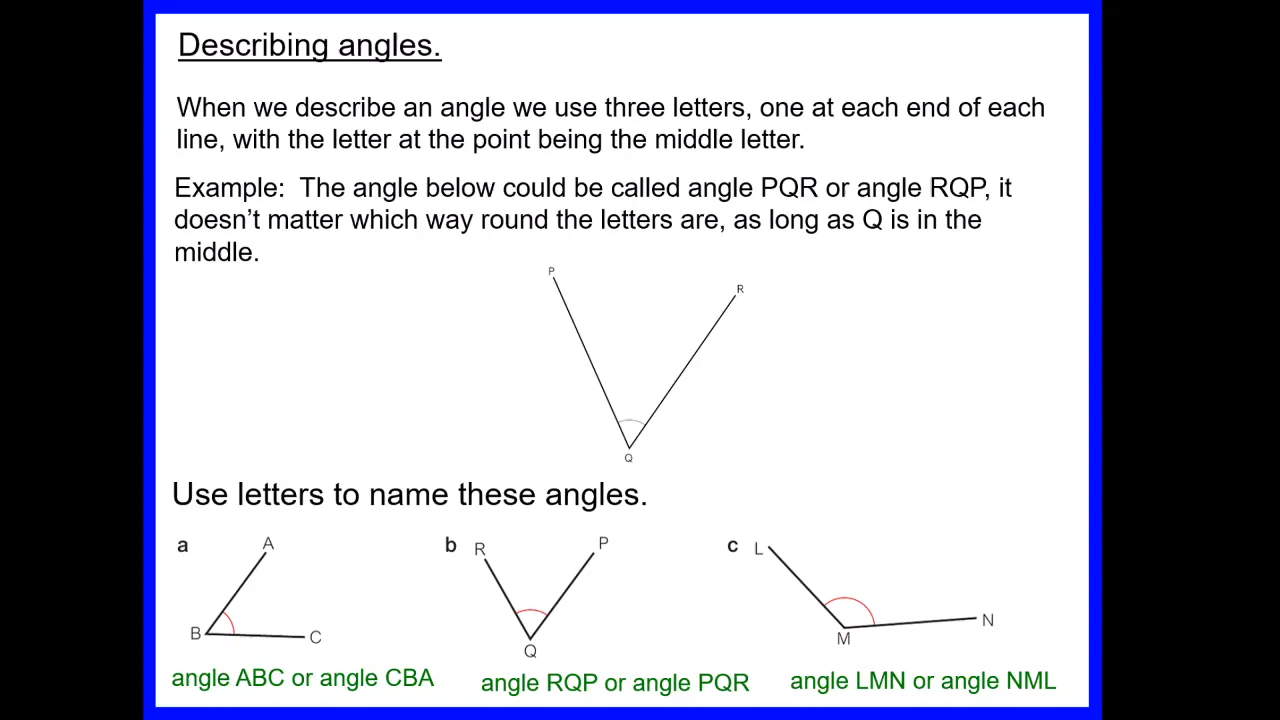 Describing angles.
When we describe an angle we use three letters, one at each end of each
line, with the letter at the point being the middle letter.
Example:  The angle below could be called angle PQR or angle RQP, it
doesn’t matter which way round the letters are, as long as Q is in the
middle.
P
R
Q
Use letters to name these angles.
a
A
B
C
angle ABC or angle CBA
b
R
P
Q
angle RQP or angle PQR
c
L
N
M
angle LMN or angle NML